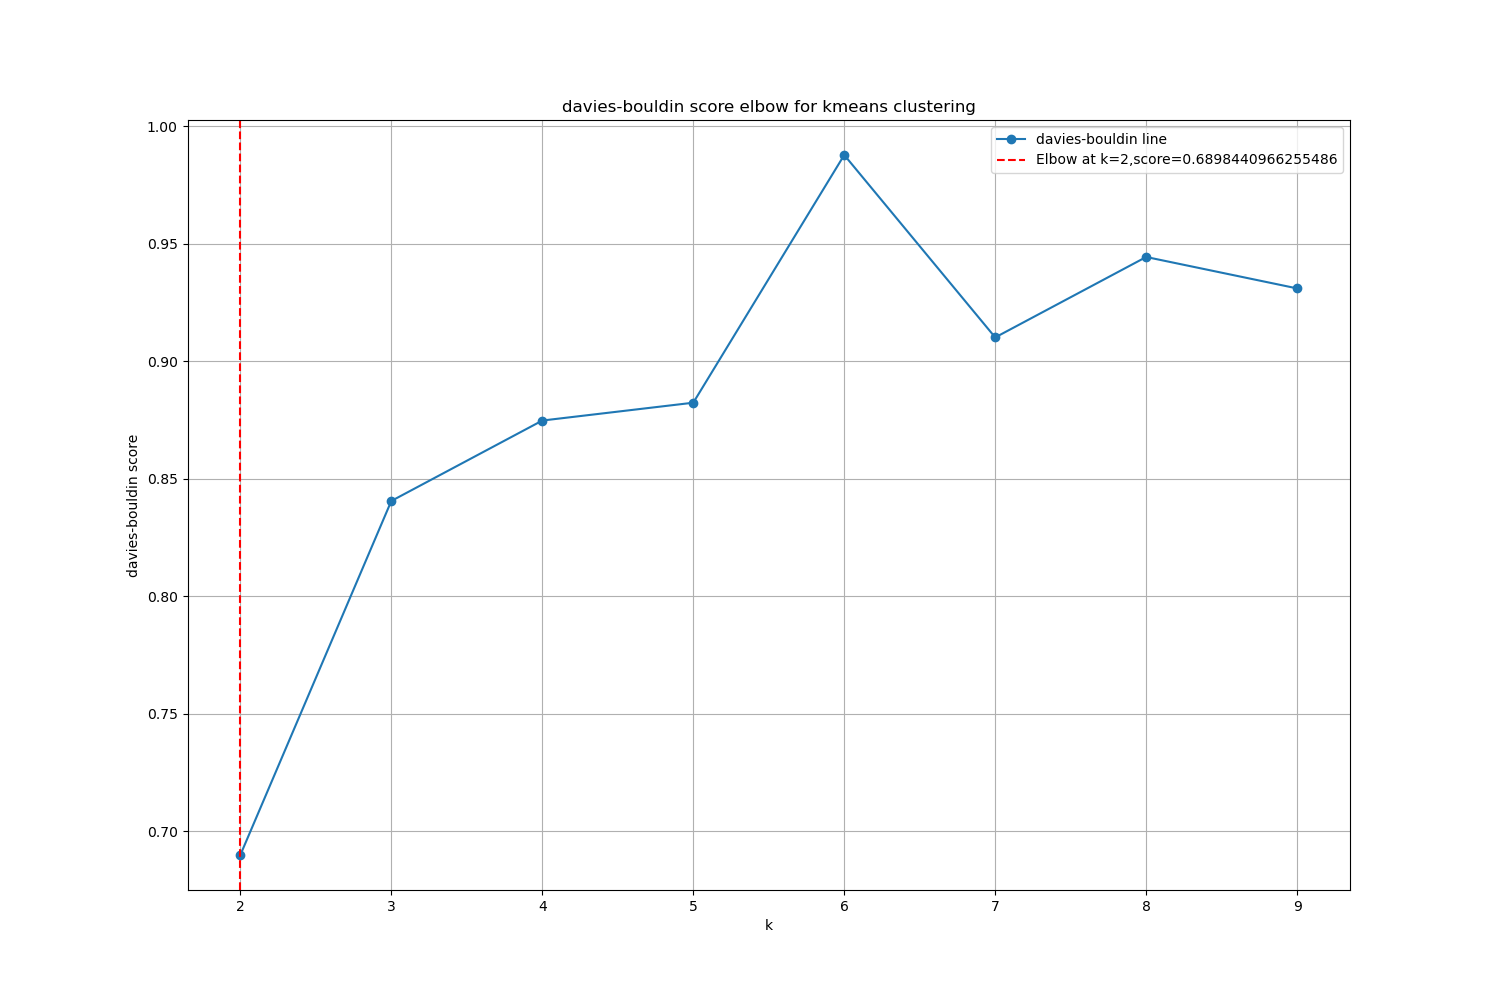 davies-bouldin score elbow for kmeans clustering
davies-bouldin line
Elbow at k=2,score=0.6898440966255486
1.00
0.95
0.90
0.85
0.80
0.75
0.70
davies-bouldin score
2 3 4 5 6 7 8 9
k